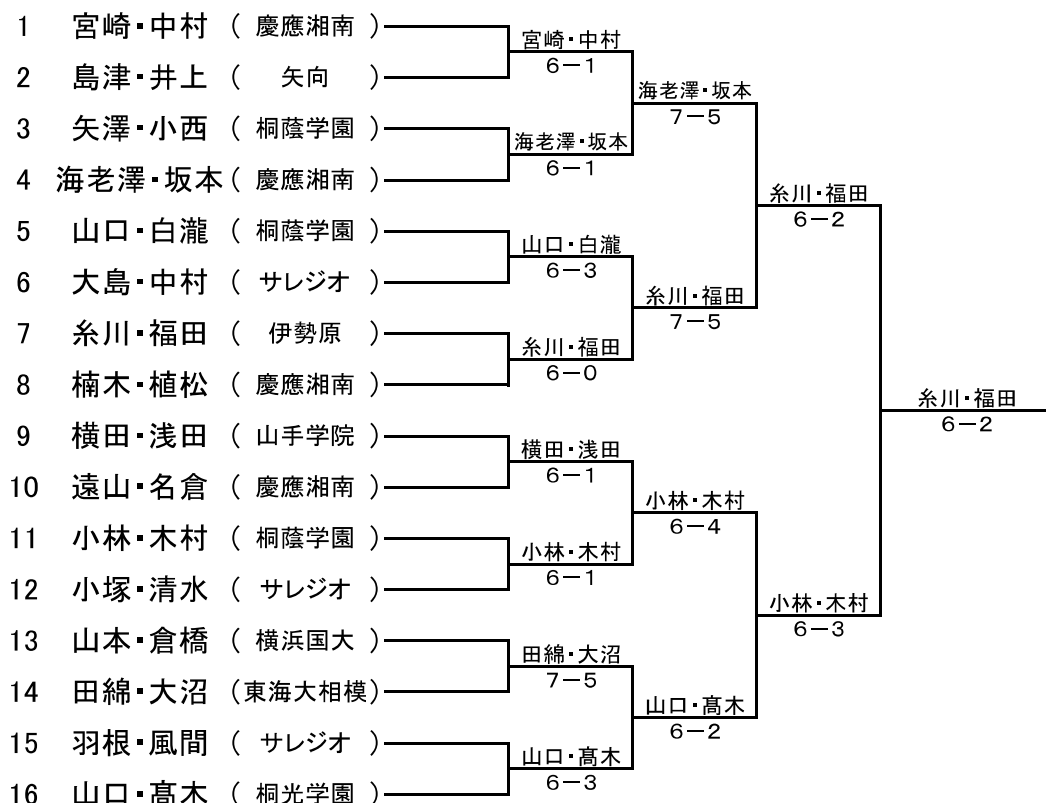 1 宮崎・中村 ( 慶應湘南 )
宮崎・中村
6－1
2 島津・井上 ( 矢向 )
海老澤・坂本
7－5
3 矢澤・小西 ( 桐蔭学園 )
海老澤・坂本
6－1
4 海老澤・坂本 ( 慶應湘南 )
糸川・福田
6－2
5 山口・白瀧 ( 桐蔭学園 )
山口・白瀧
6－3
6 大島・中村 ( サレジオ )
糸川・福田
7－5
7 糸川・福田 ( 伊勢原 )
糸川・福田
6－0
8 楠木・植松 ( 慶應湘南 )
糸川・福田
6－2
9 横田・浅田 ( 山手学院 )
横田・浅田
6－1
10 遠山・名倉 ( 慶應湘南 )
小林・木村
6－4
11 小林・木村 ( 桐蔭学園 )
小林・木村
6－1
12 小塚・清水 ( サレジオ )
小林・木村
6－3
13 山本・倉橋 ( 横浜国大 )
田綿・大沼
7－5
14 田綿・大沼 (東海大相模)
山口・髙木
6－2
15 羽根・風間 ( サレジオ )
山口・髙木
6－3
16 山口・髙木 ( 桐光学園 )